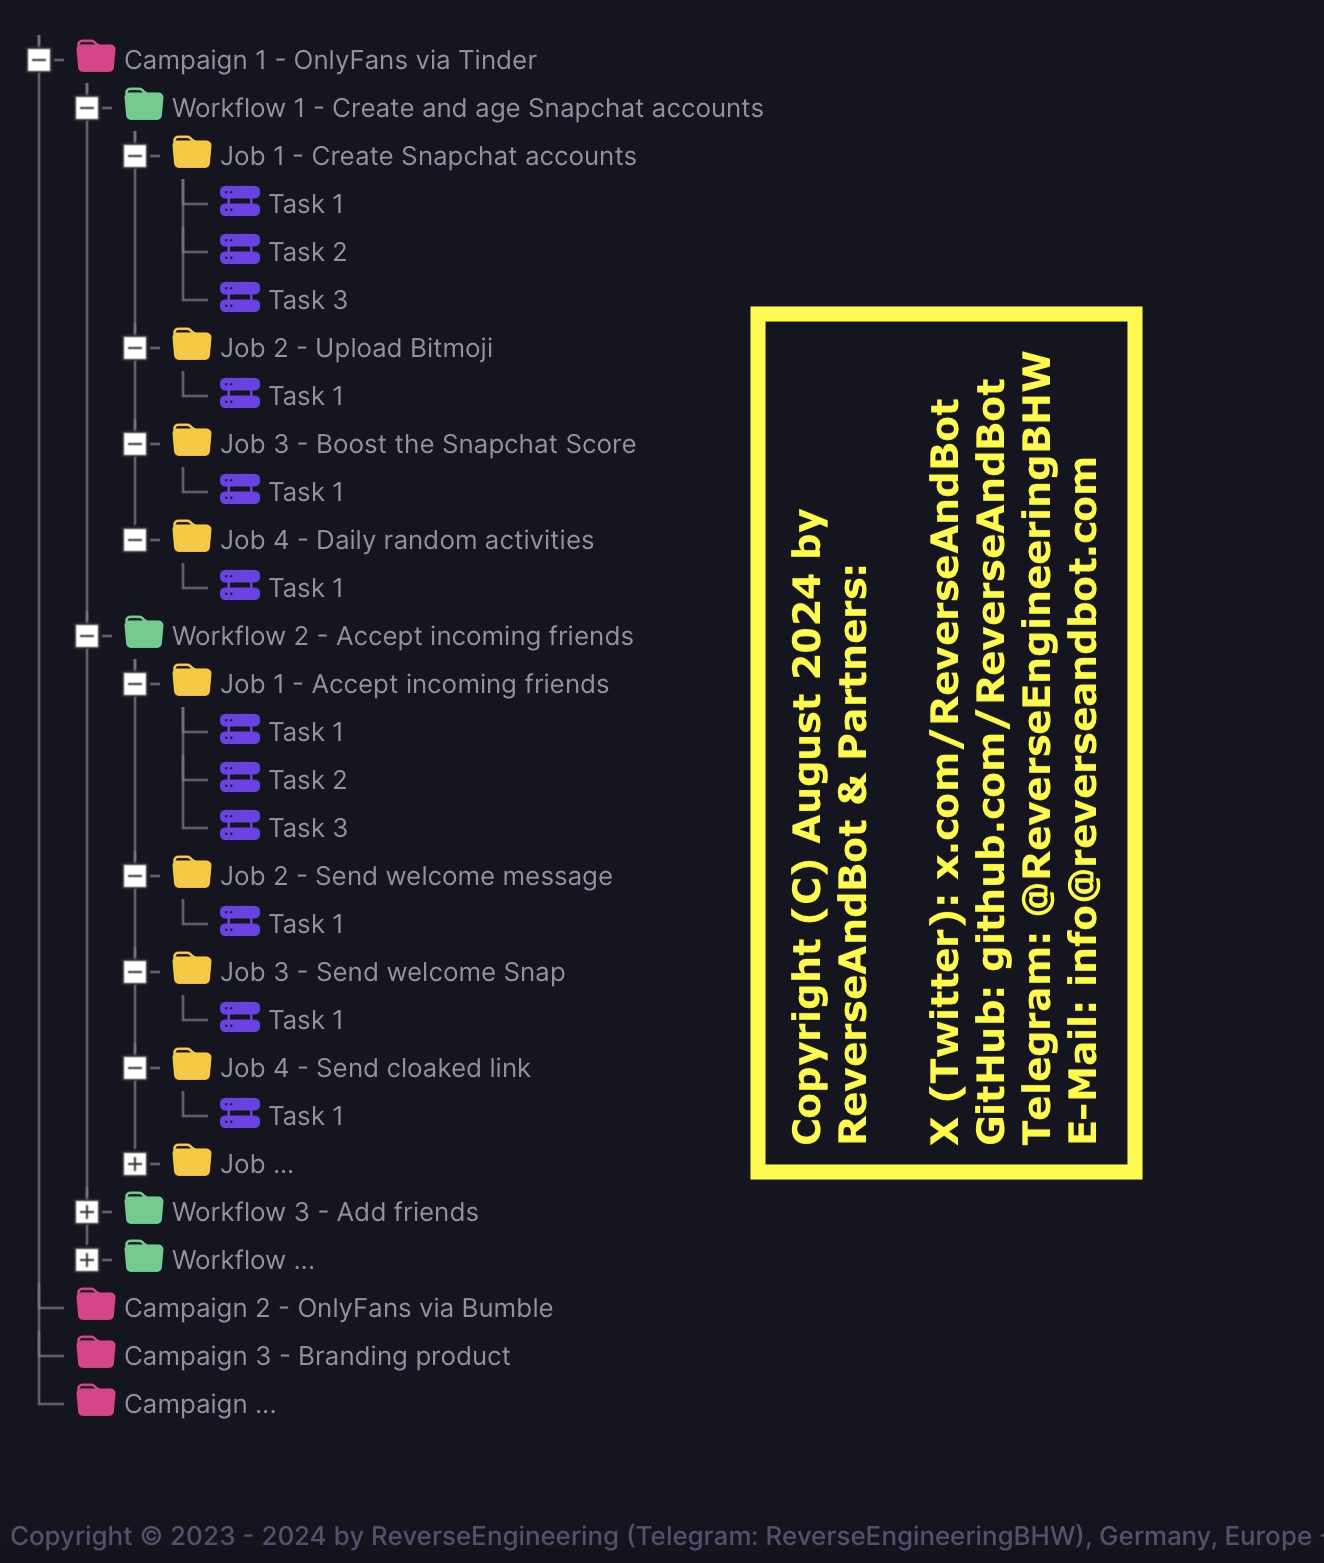 Campaign 1 - OnlyFans via Tinder
Workflow 1 - Create and age Snapchat accounts
Job 1 - Create Snapchat accounts
Task 1
Task 2
Task 3
Job 2 - Upload Bitmoji
Task 1
Job 3 - Boost the Snapchat Score
Task 1
Job 4 - Daily random activities
Task 1
Workflow 2 - Accept incoming friends
Job 1 - Accept incoming friends
Task 1
Task 2
Task 3
Job 2 - Send welcome message
Task 1
Job 3 - Send welcome Snap
Task 1
Job 4 - Send cloaked link
Task 1
Job ...
Workflow 3 - Add friends
Workflow ...
Campaign 2 - OnlyFans via Bumble
Campaign 3 - Branding product
Campaign ...
Copyright (C) August 2024 by
ReverseAndBot & Partners:
X (Twitter): x.com/ReverseAndBot
GitHub: github.com/ReverseAndBot
Telegram: @ReverseEngineeringBHW
E-Mail: info@reverseandbot.com
Copyright © 2023 - 2024 by ReverseEngineering (Telegram: ReverseEngineeringBHW), Germany, Europe -